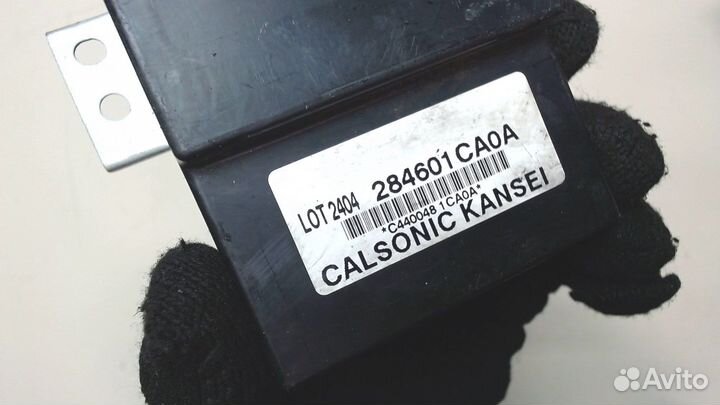 LOT 2404 284601CA0A
*C440048 1CA0A*
CALSONIC KANSEI
Avito